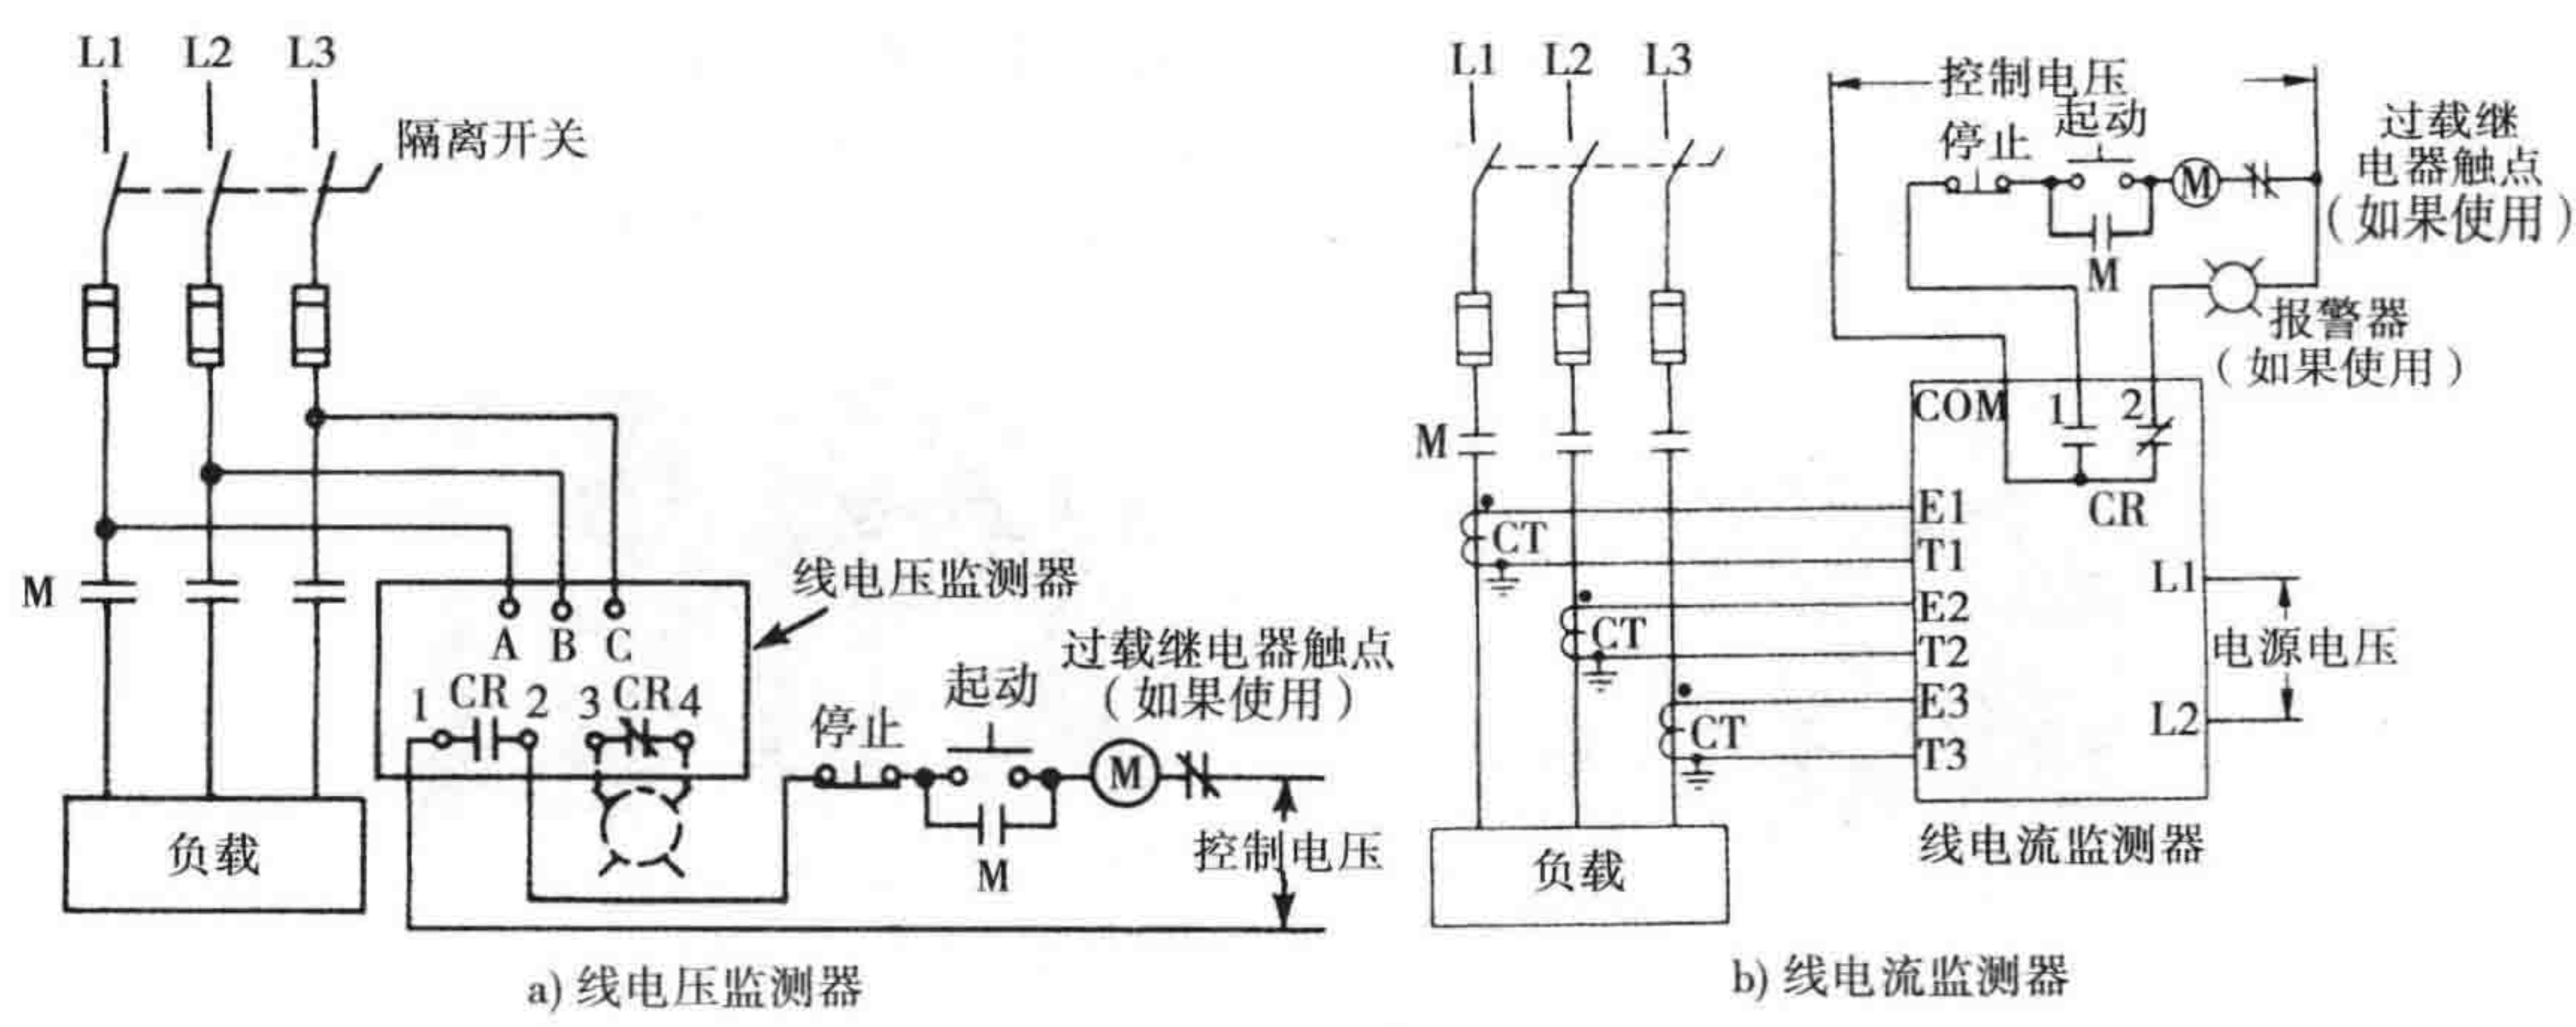 L1 L2 L3
隔离开关
M
线电压监测器
A B C
1 CR 2 3 CR 4
过载继电器触点
（如果使用）
起动
停止
M
M
控制电压
负载
a) 线电压监测器
L1 L2 L3
控制电压
起动
停止
M
M
过载继
电器触点
（如果使用）
报警器
（如果使用）
COM 1 2
CR
M
E1
CT
T1
E2
CT
T2
E3
CT
T3
L1
电源电压
L2
负载
线电流监测器
b) 线电流监测器